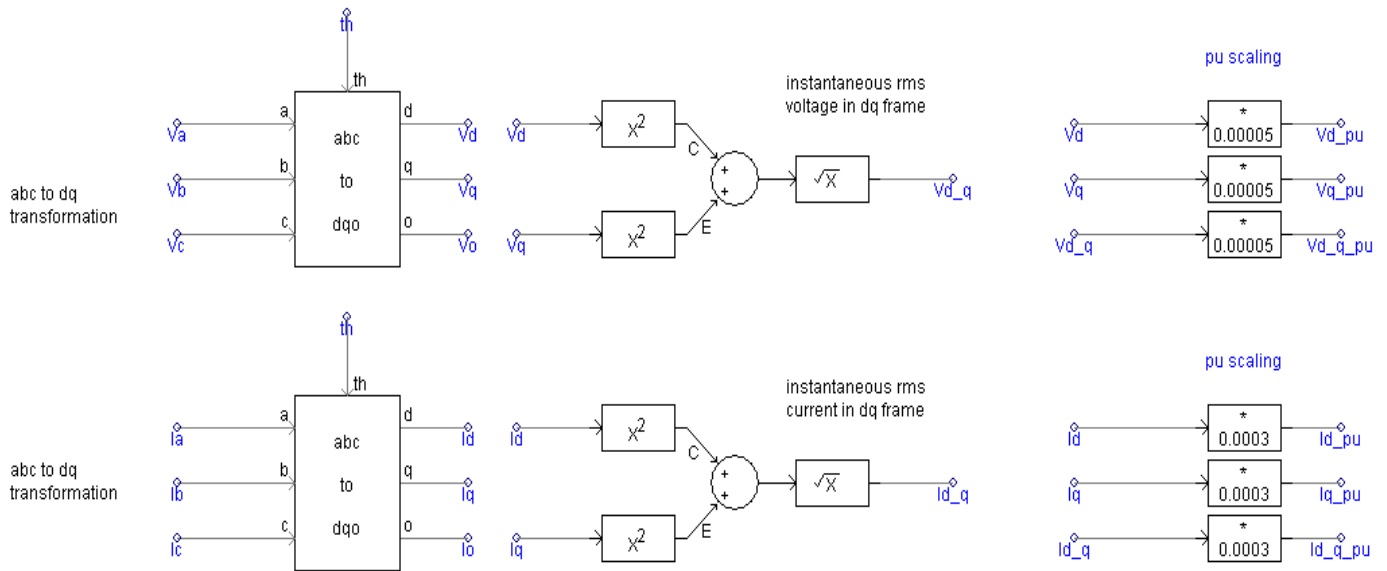 th
th
pu scaling
instantaneous rms
voltage in dq frame
a
abc
d
Va
Vd
Vd
X2
C
+
+
√X
Vd_q
Vd
*
0.00005
Vd_pu
b
to
q
Vb
Vq
Vq
*
0.00005
Vq_pu
abc to dq
transformation
c
dqo
o
Vc
Vo
Vq
X2
E
Vd_q
*
0.00005
Vd_q_pu
th
th
pu scaling
instantaneous rms
current in dq frame
a
abc
d
Ia
Id
Id
X2
C
+
+
√X
Id_q
Id
*
0.0003
Id_pu
abc to dq
transformation
b
to
q
Ib
Iq
Iq
*
0.0003
Iq_pu
c
dqo
o
Ic
Io
Iq
X2
E
Id_q
*
0.0003
Id_q_pu